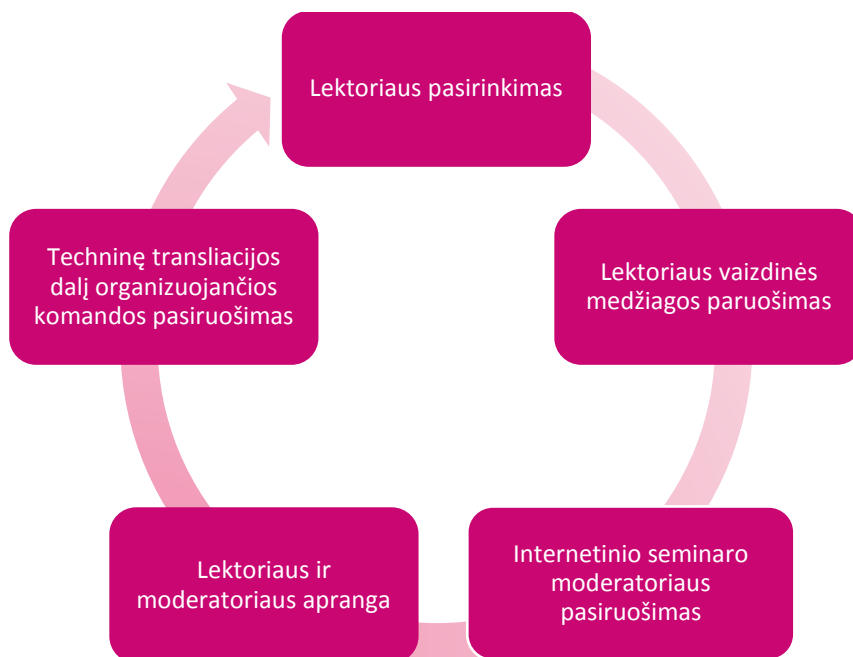 Lektoriaus pasirinkimas
Lektoriaus vaizdinės
medžiagos paruošimas
Internetinio seminaro
moderatoriaus
pasiruošimas
Lektoriaus ir
moderatoriaus apranga
Techninę transliacijos
dalį organizuojančios
komandos pasiruošimas